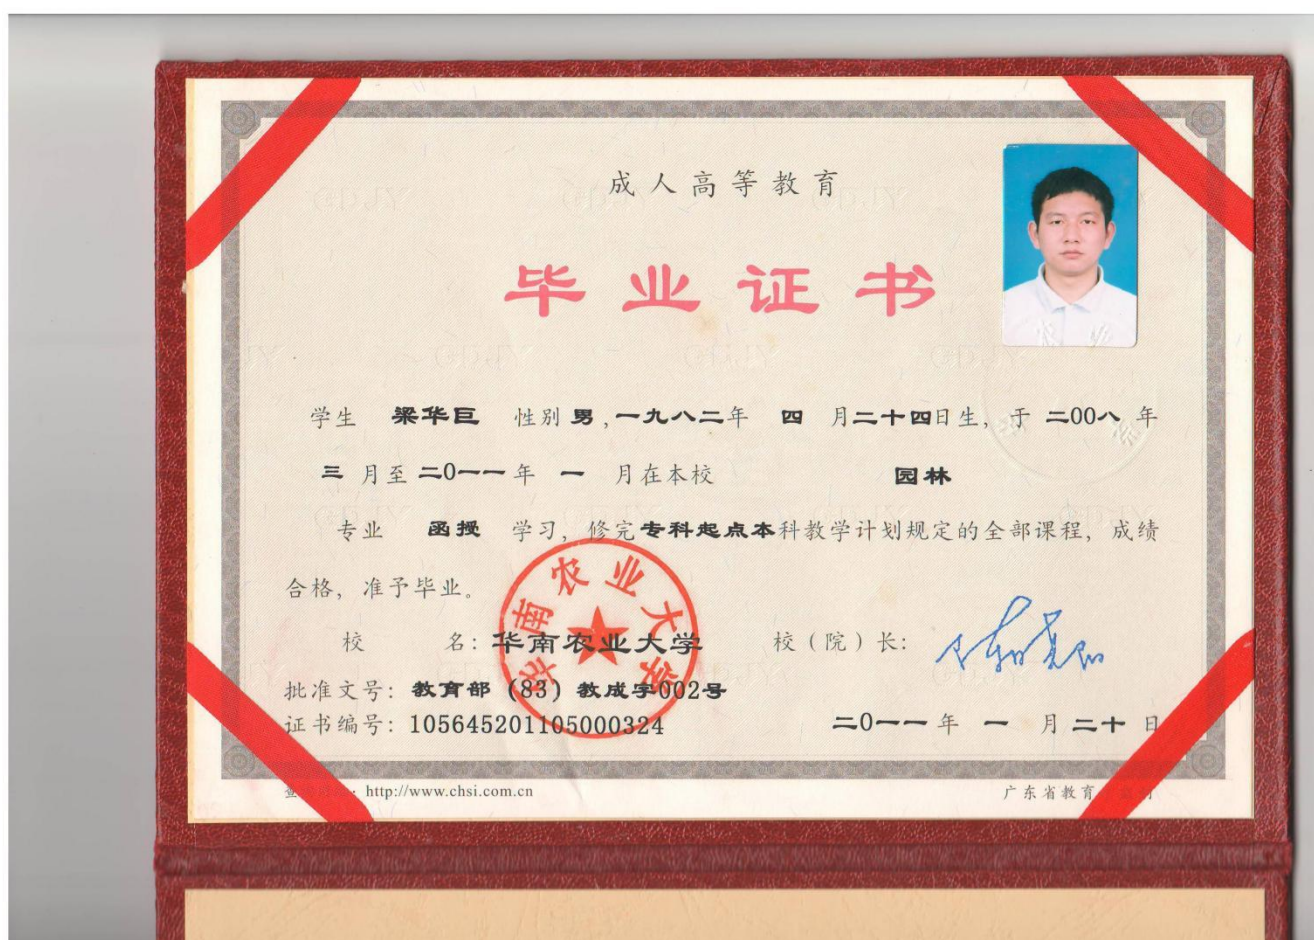 成人高等教育
毕业证书
学生 梁华巨 性别 男,一九八二年 四 月二十四日生, 于 二00八 年
三 月至 二0一一 年 一 月在本校 园林
专业 函授 学习, 修完专科起点本科教学计划规定的全部课程, 成绩
合格, 准予毕业。
华南农业大学
校 名: 华南农业大学 校(院)长:
批准文号: 教育部 (83) 教成字002号
证书编号: 105645201105000324 二0一一 年 一 月 二十 日
http://www.chsi.com.cn 广东省教育